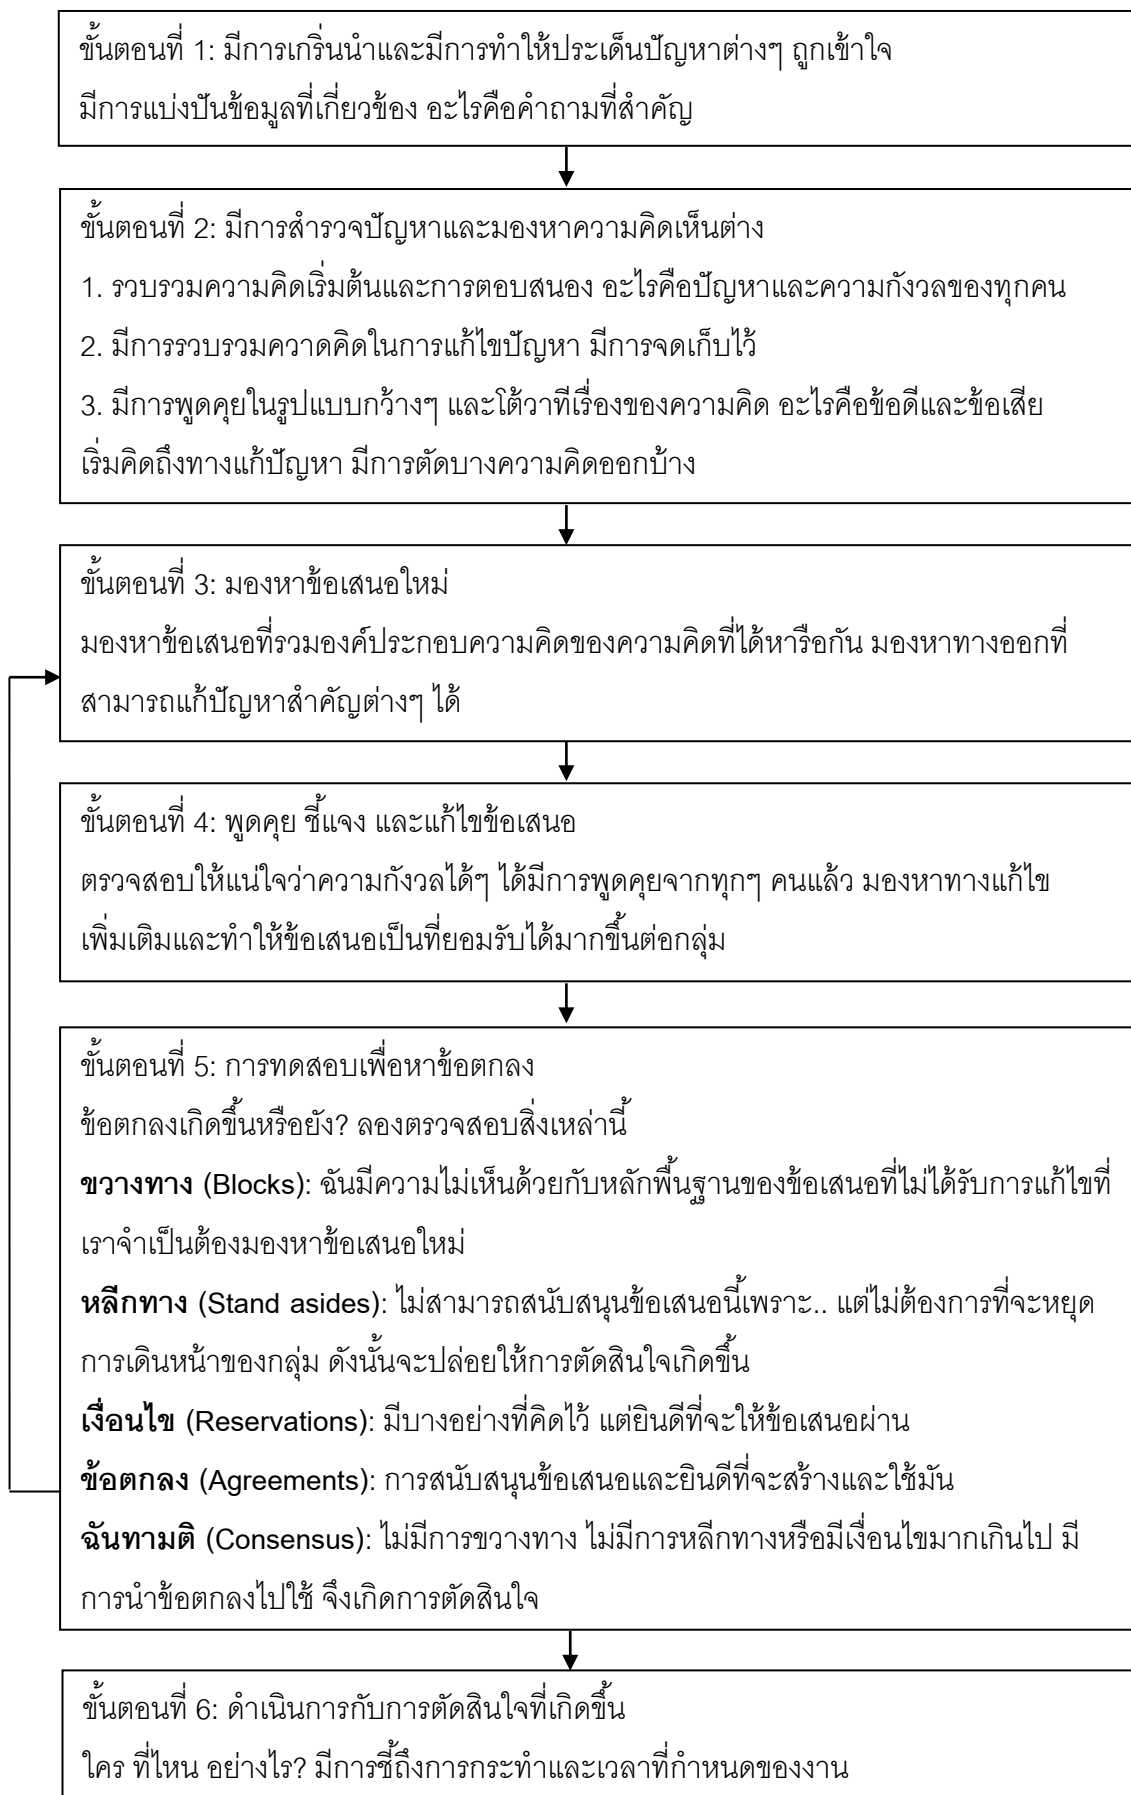 ขั้นตอนที่ 1: มีการเกริ่นนำและมีการทำให้ประเด็นปัญหาต่างๆ ถูกเข้าใจ
มีการแบ่งปันข้อมูลที่เกี่ยวข้อง อะไรคือคำถามที่สำคัญ
ขั้นตอนที่ 2: มีการสำรวจปัญหาและมองหาความคิดเห็นต่าง
1. รวบรวมความคิดเริ่มต้นและการตอบสนอง อะไรคือปัญหาและความกังวลของทุกคน
2. มีการรวบรวมควาดคิดในการแก้ไขปัญหา มีการจดเก็บไว้
3. มีการพูดคุยในรูปแบบกว้างๆ และโต้วาทีเรื่องของความคิด อะไรคือข้อดีและข้อเสีย
เริ่มคิดถึงทางแก้ปัญหา มีการตัดบางความคิดออกบ้าง
ขั้นตอนที่ 3: มองหาข้อเสนอใหม่
มองหาข้อเสนอที่รวมองค์ประกอบความคิดของความคิดที่ได้หารือกัน มองหาทางออกที่
สามารถแก้ปัญหาสำคัญต่างๆ ได้
ขั้นตอนที่ 4: พูดคุย ชี้แจง และแก้ไขข้อเสนอ
ตรวจสอบให้แน่ใจว่าความกังวลได้ๆ ได้มีการพูดคุยจากทุกๆ คนแล้ว มองหาทางแก้ไข
เพิ่มเติมและทำให้ข้อเสนอเป็นที่ยอมรับได้มากขึ้นต่อกลุ่ม
ขั้นตอนที่ 5: การทดสอบเพื่อหาข้อตกลง
ข้อตกลงเกิดขึ้นหรือยัง? ลองตรวจสอบสิ่งเหล่านี้
ขวางทาง (Blocks): ฉันมีความไม่เห็นด้วยกับหลักพื้นฐานของข้อเสนอที่ไม่ได้รับการแก้ไขที่
เราจำเป็นต้องมองหาข้อเสนอใหม่
หลีกทาง (Stand asides): ไม่สามารถสนับสนุนข้อเสนอนี้เพราะ.. แต่ไม่ต้องการที่จะหยุด
การเดินหน้าของกลุ่ม ดังนั้นจะปล่อยให้การตัดสินใจเกิดขึ้น
เงื่อนไข (Reservations): มีบางอย่างที่คิดไว้ แต่ยินดีที่จะให้ข้อเสนอผ่าน
ข้อตกลง (Agreements): การสนับสนุนข้อเสนอและยินดีที่จะสร้างและใช้มัน
ฉันทามติ (Consensus): ไม่มีการขวางทาง ไม่มีการหลีกทางหรือมีเงื่อนไขมากเกินไป มี
การนำข้อตกลงไปใช้ จึงเกิดการตัดสินใจ
ขั้นตอนที่ 6: ดำเนินการกับการตัดสินใจที่เกิดขึ้น
ใคร ที่ไหน อย่างไร? มีการชี้ถึงการกระทำและเวลาที่กำหนดของงาน